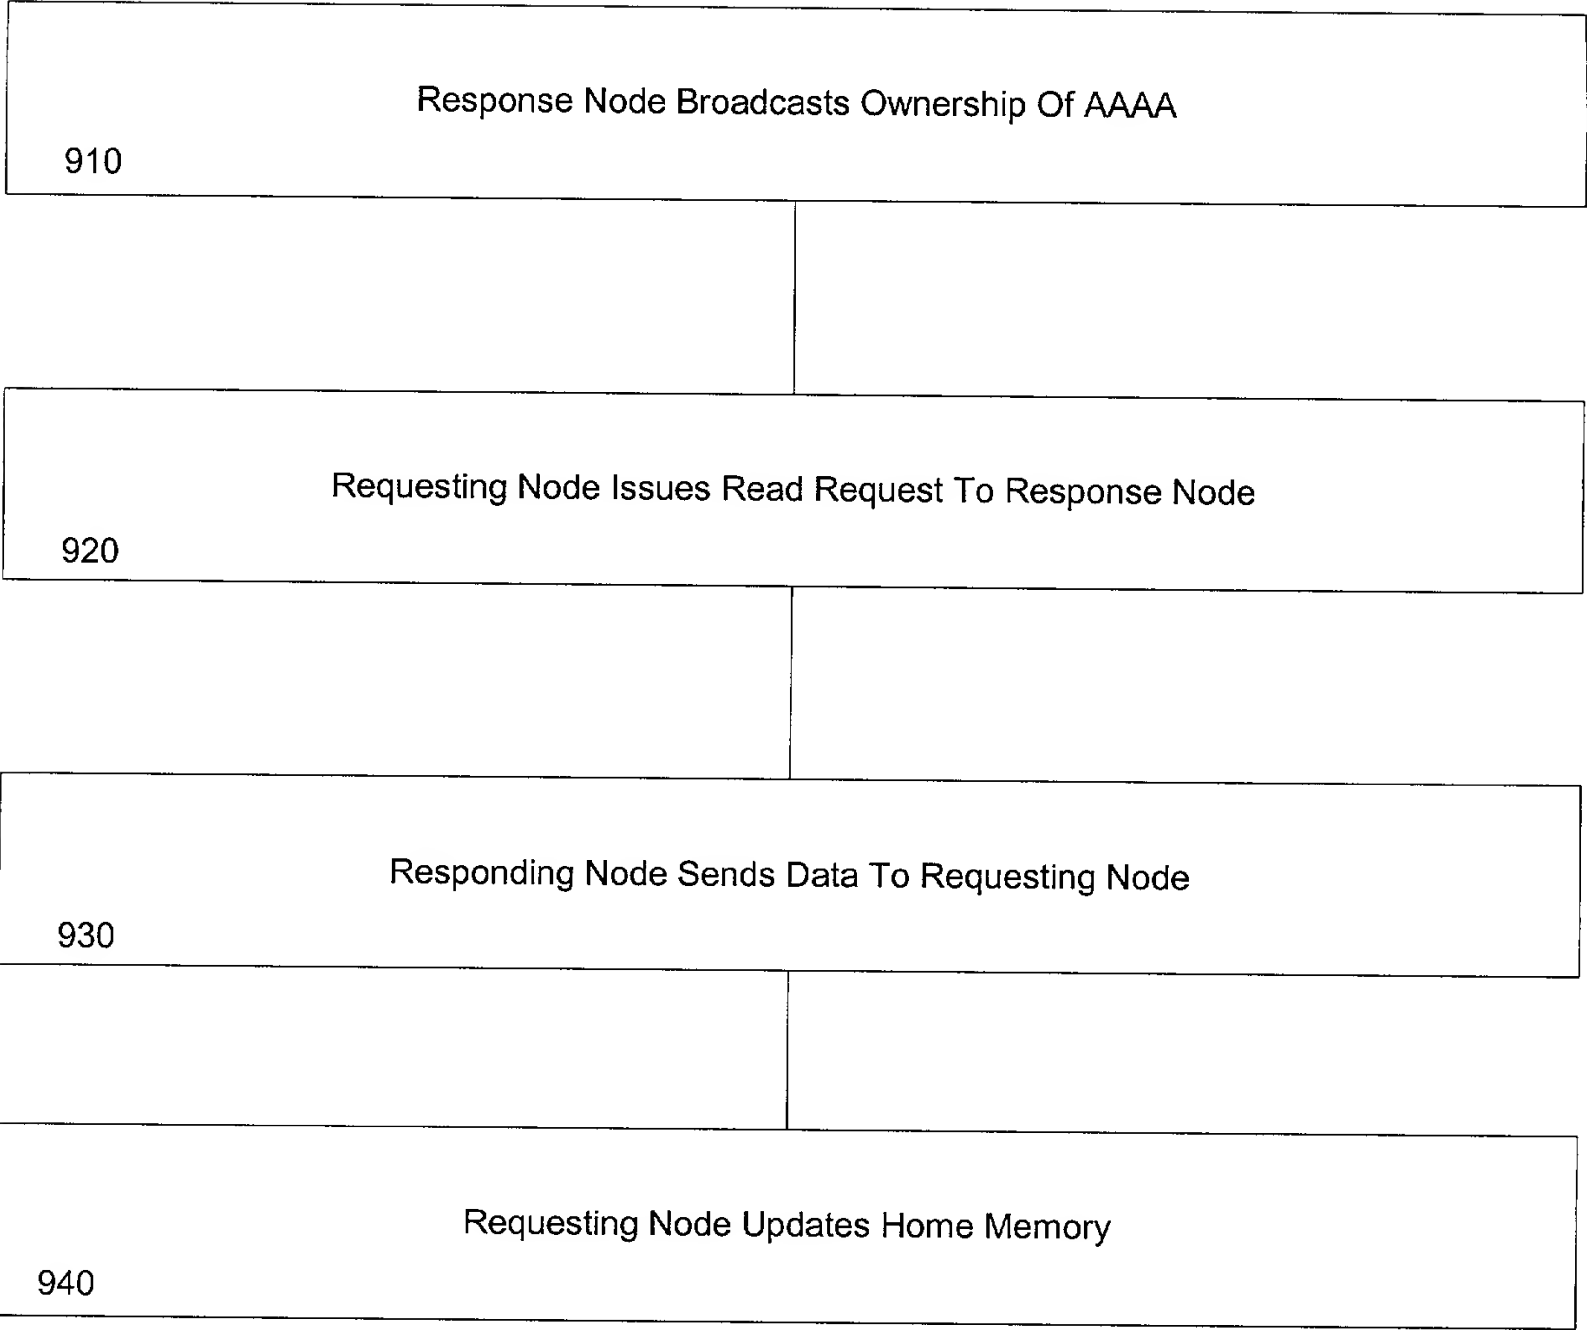 Response Node Broadcasts Ownership Of AAAA
910
Requesting Node Issues Read Request To Response Node
920
Responding Node Sends Data To Requesting Node
930
Requesting Node Updates Home Memory
940